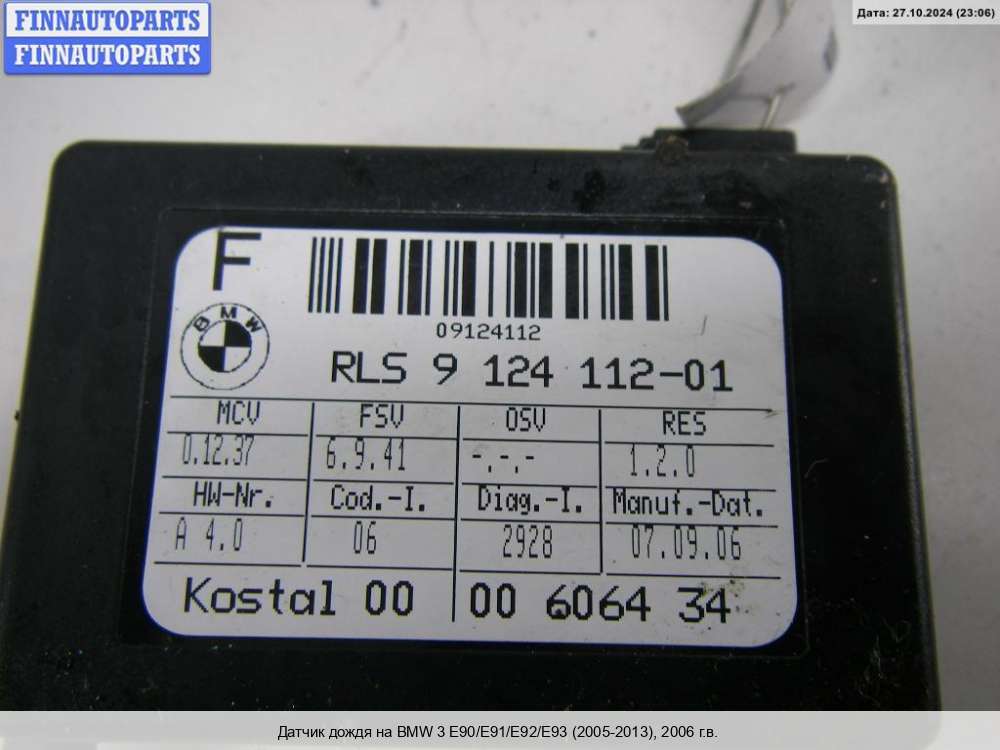 FINNAUTOPARTS
FINNAUTOPARTS
Дата: 27.10.2024 (23:06)
F
BMW
09124112
RLS 9 124 112-01
MCV FSV OSV RES
0.12.37 6.9.41 -.-.- 1.2.0
HW-Nr. Cod.-I. Diag.-I. Manuf.-Dat.
A 4.0 06 2928 07.09.06
Kostal 00 00 6064 34
Датчик дождя на BMW 3 E90/E91/E92/E93 (2005-2013), 2006 г.в.